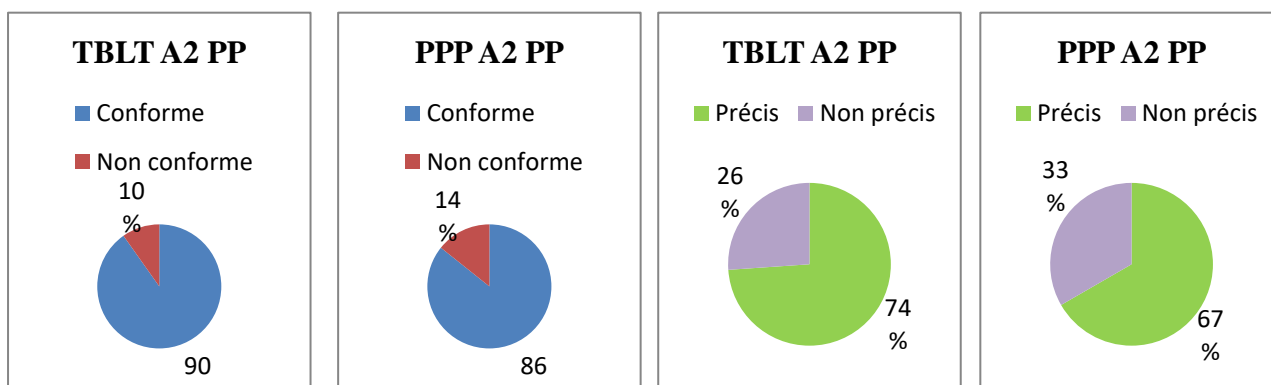 TBLT A2 PP
Conforme
Non conforme
10
%
90
PPP A2 PP
Conforme
Non conforme
14
%
86
TBLT A2 PP
Précis Non précis
26
%
74
%
PPP A2 PP
Précis Non précis
33
%
67
%